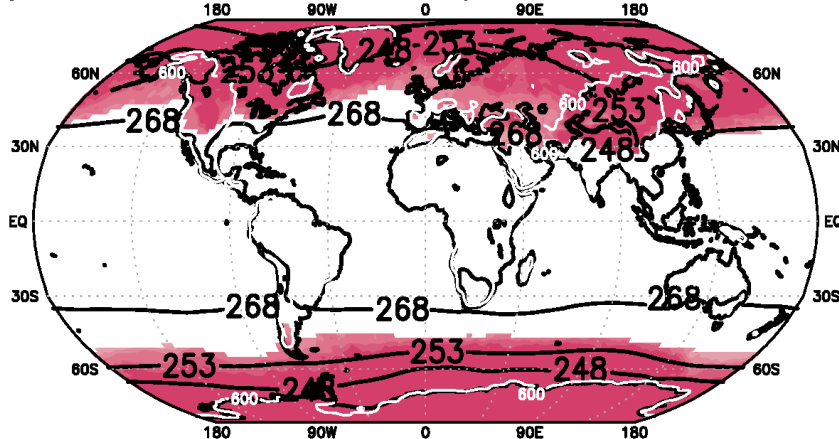 180 90W 0 90E 180
248 253
60N 600 253 600 60N
600 253
268 268 268
30N 600 248 30N
EQ EQ
30S 268 268 268 30S
253 253
60S 248 248 60S
600 600
180 90W 0 90E 180